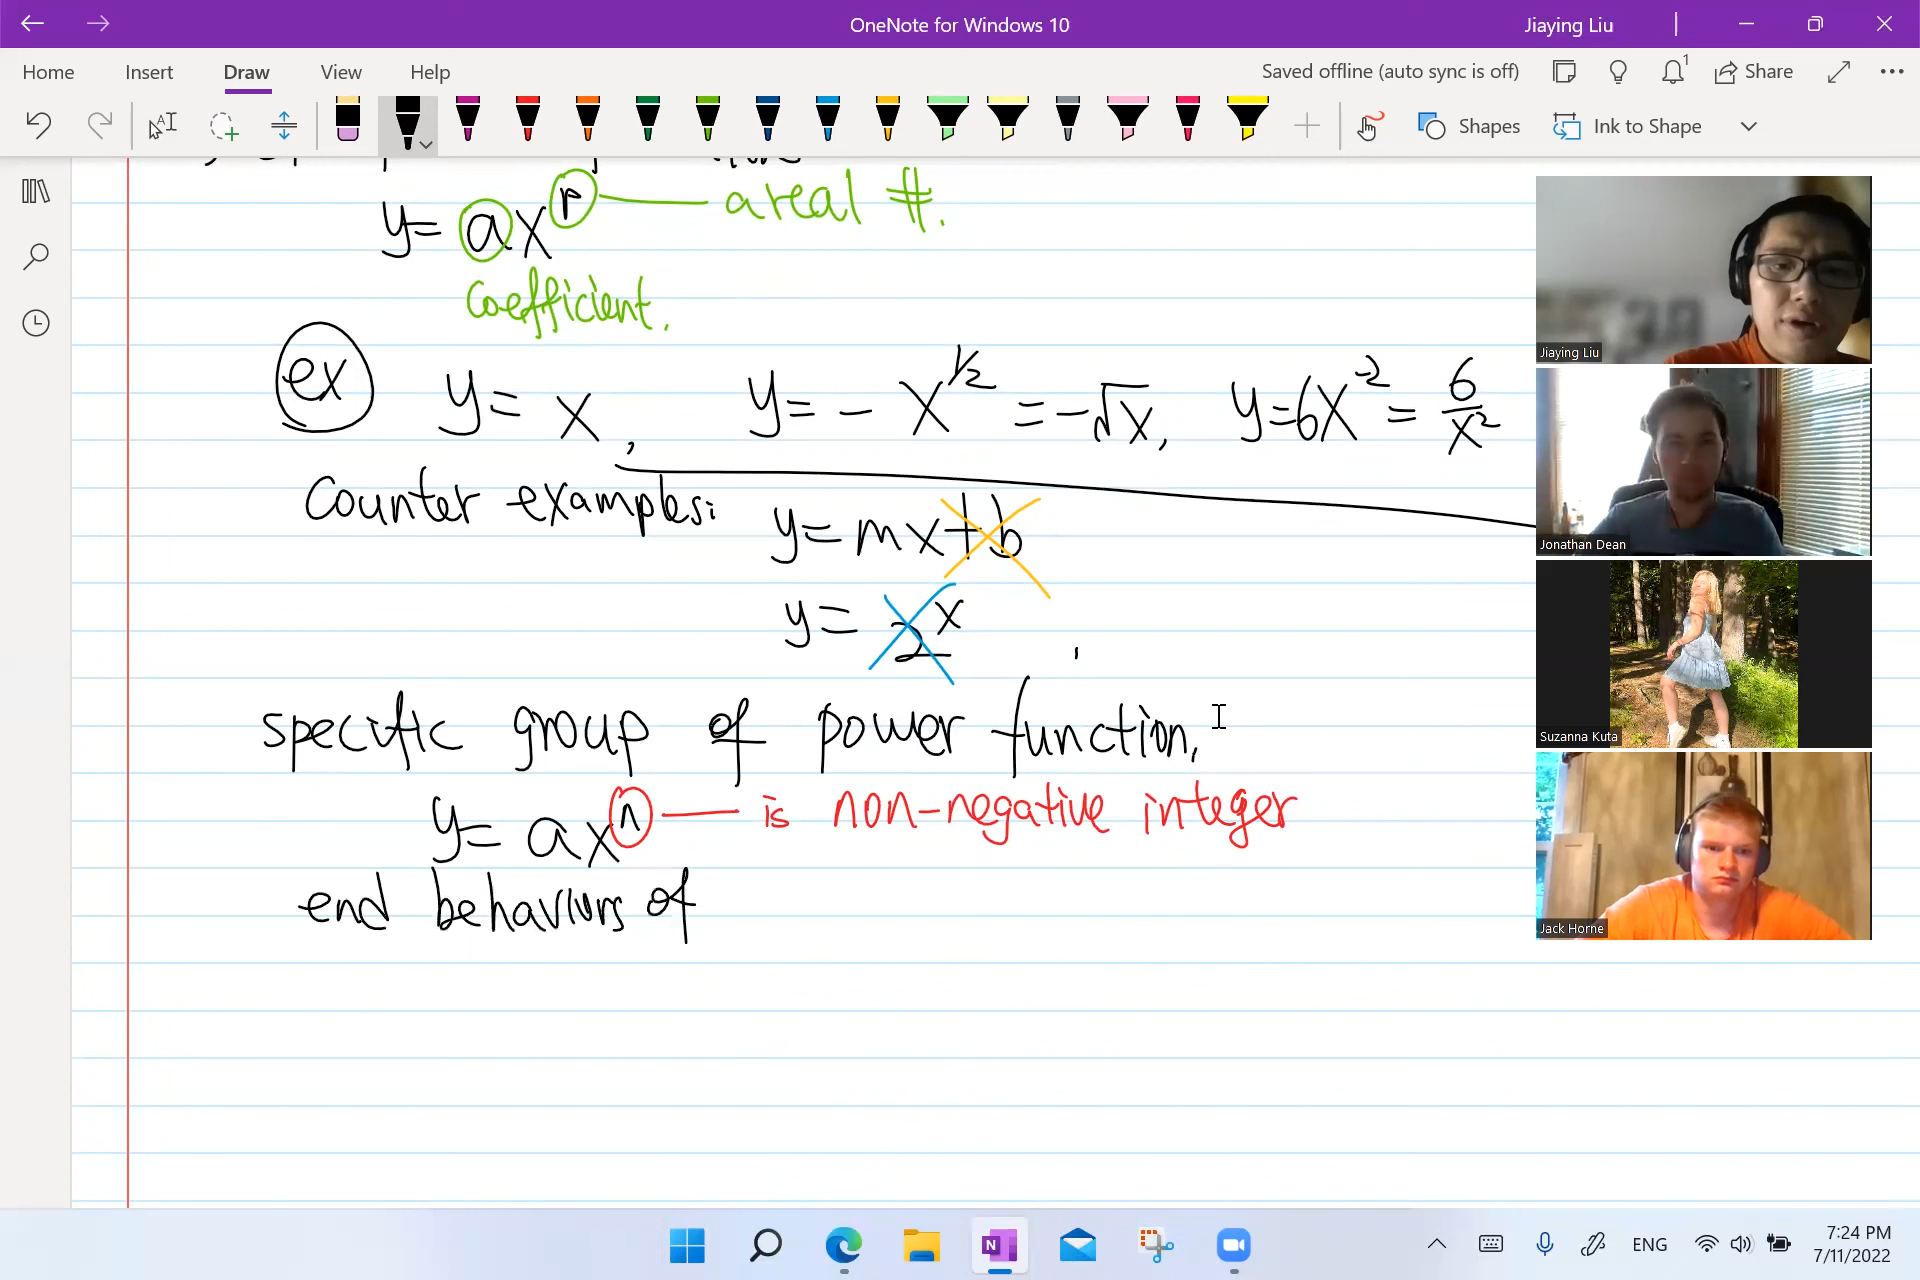 OneNote for Windows 10
Jiaying Liu
Home Insert Draw View Help
Saved offline (auto sync is off)
1
Share
Shapes
Ink to Shape
y = ax^r — a real #.
coefficient.
ex y = x, y = - x^1/2 = -√x, y = 6x^-2 = 6/x^2
Counter examples:
y = mx+b
y = 2^x
specific group of power function.
y = ax^n — is non-negative integer
end behaviors of
Jiaying Liu
Jonathan Dean
Suzanna Kuta
Jack Horne
ENG
7:24 PM
7/11/2022